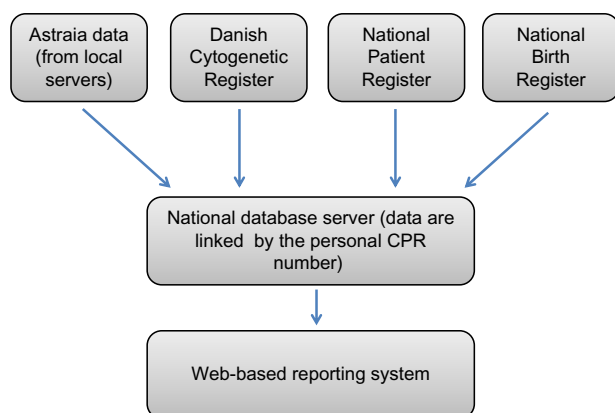 Astraia data
(from local
servers)
Danish
Cytogenetic
Register
National
Patient
Register
National
Birth
Register
National database server (data are
linked by the personal CPR
number)
Web-based reporting system